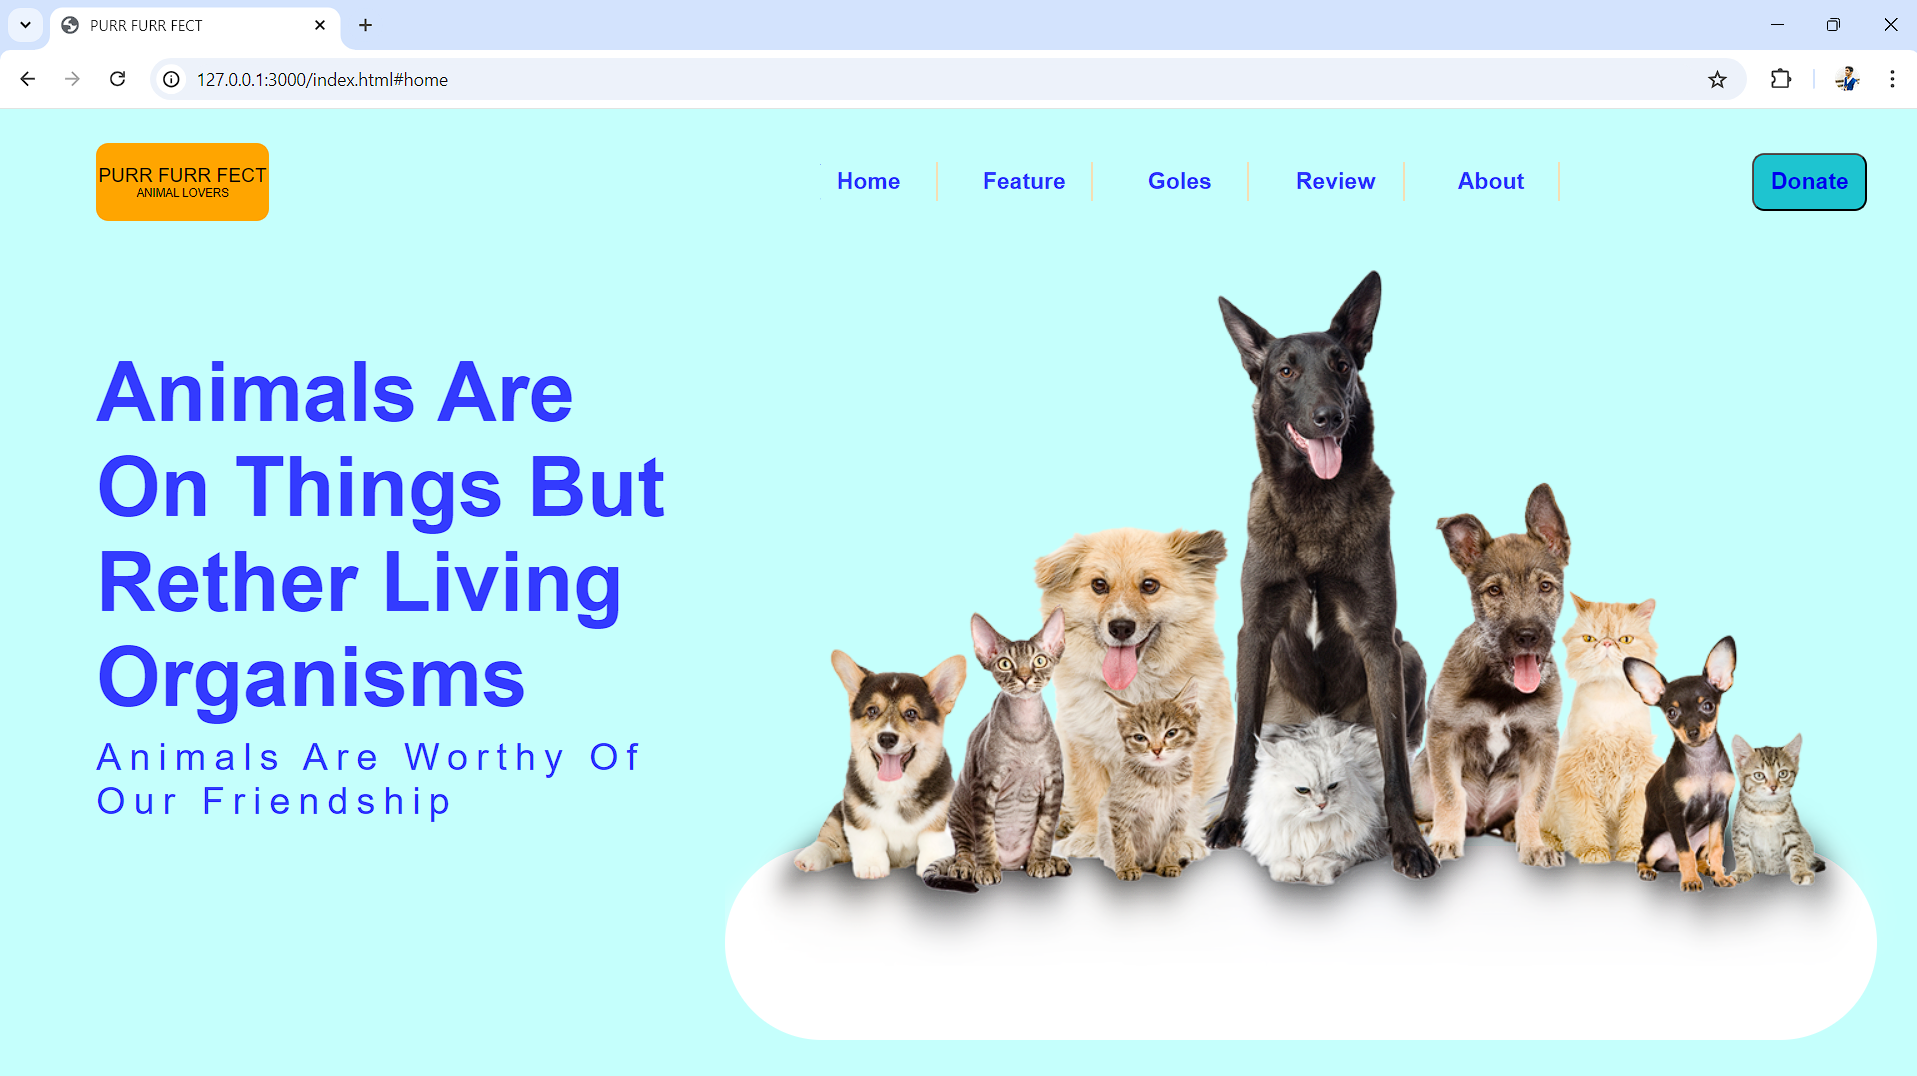 PURR FURR FECT
127.0.0.1:3000/index.html#home
PURR FURR FECT
ANIMAL LOVERS
Home Feature Goles Review About Donate
Animals Are
On Things But
Rether Living
Organisms
Animals Are Worthy Of
Our Friendship